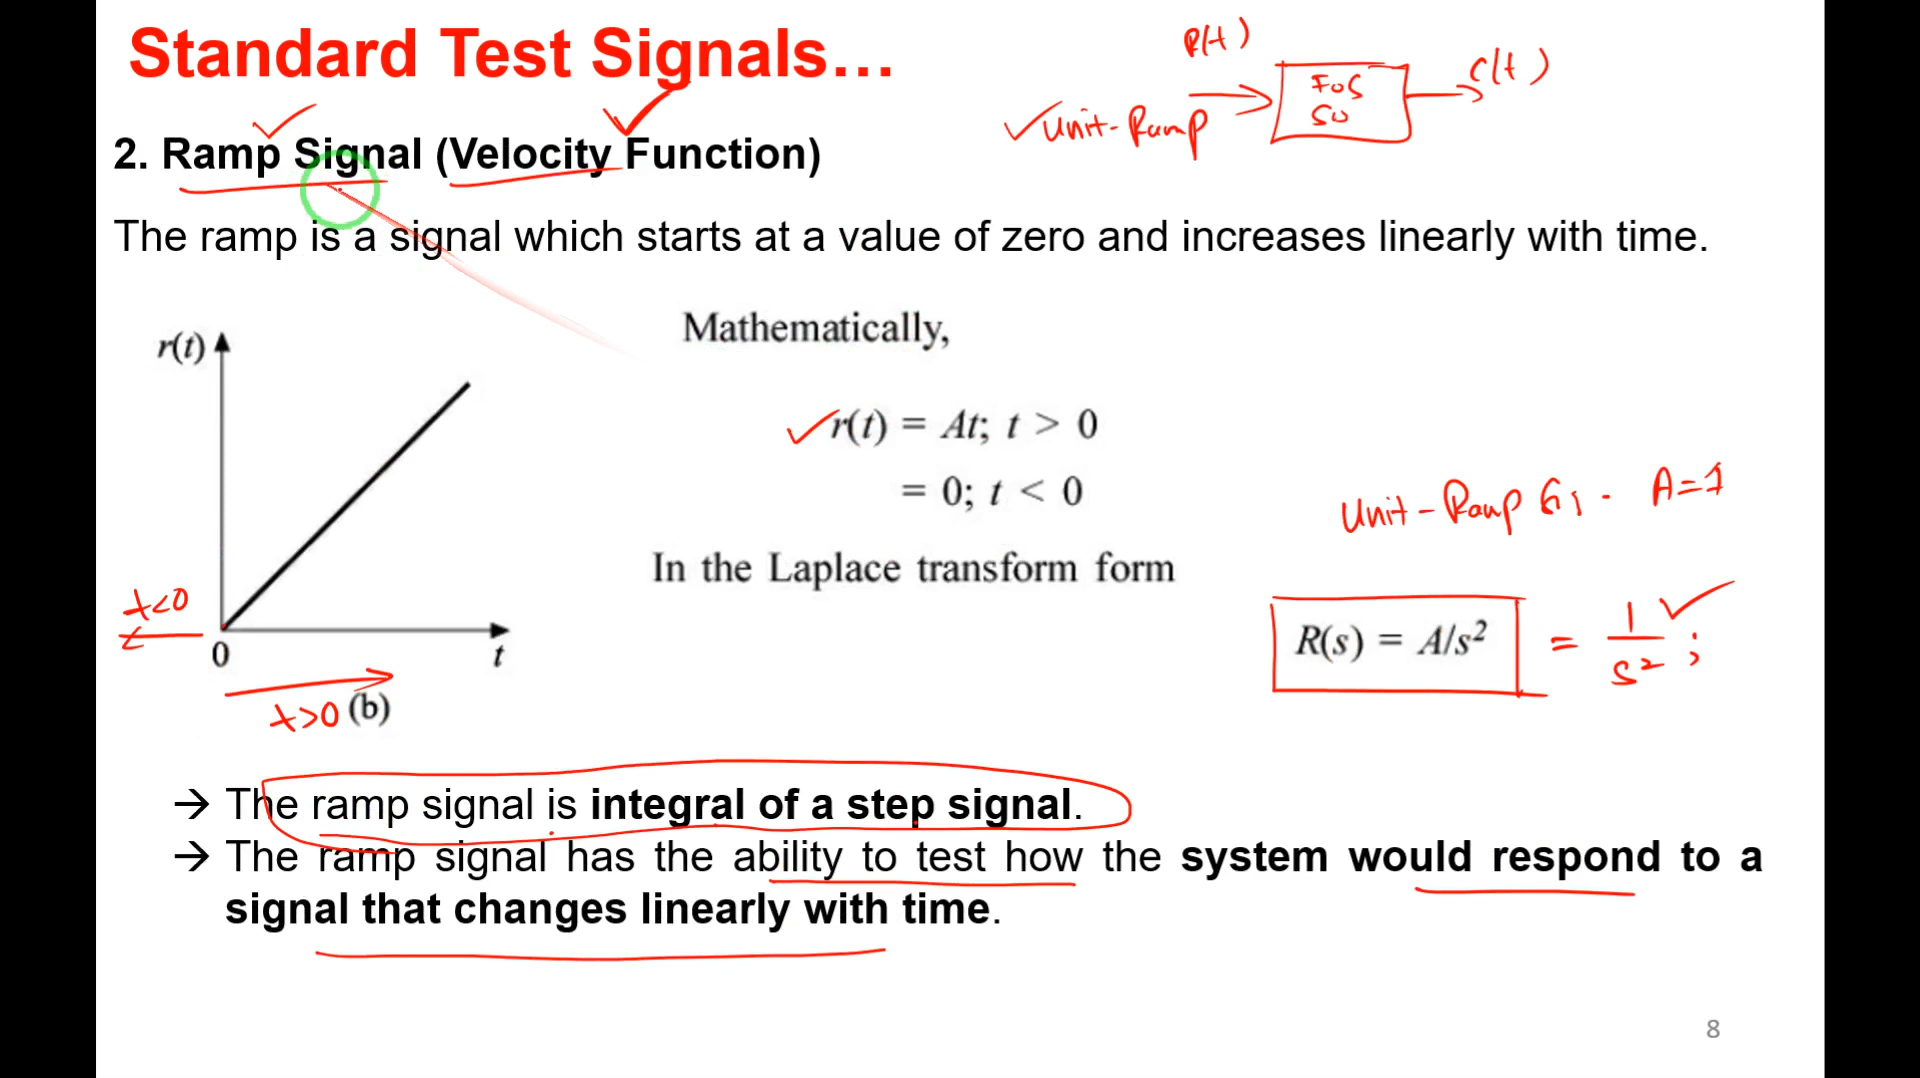 Standard Test Signals...
R(t)
FOS
SO
C(t)
Unit-Ramp
2. Ramp Signal (Velocity Function)
The ramp is a signal which starts at a value of zero and increases linearly with time.
Mathematically,
r(t)
r(t) = At; t > 0
= 0; t < 0
Unit-Ramp A=1
In the Laplace transform form
t<0
R(s) = A/s² = 1/s² ;
0
t
t>0 (b)
→ The ramp signal is integral of a step signal.
→ The ramp signal has the ability to test how the system would respond to a
signal that changes linearly with time.
8